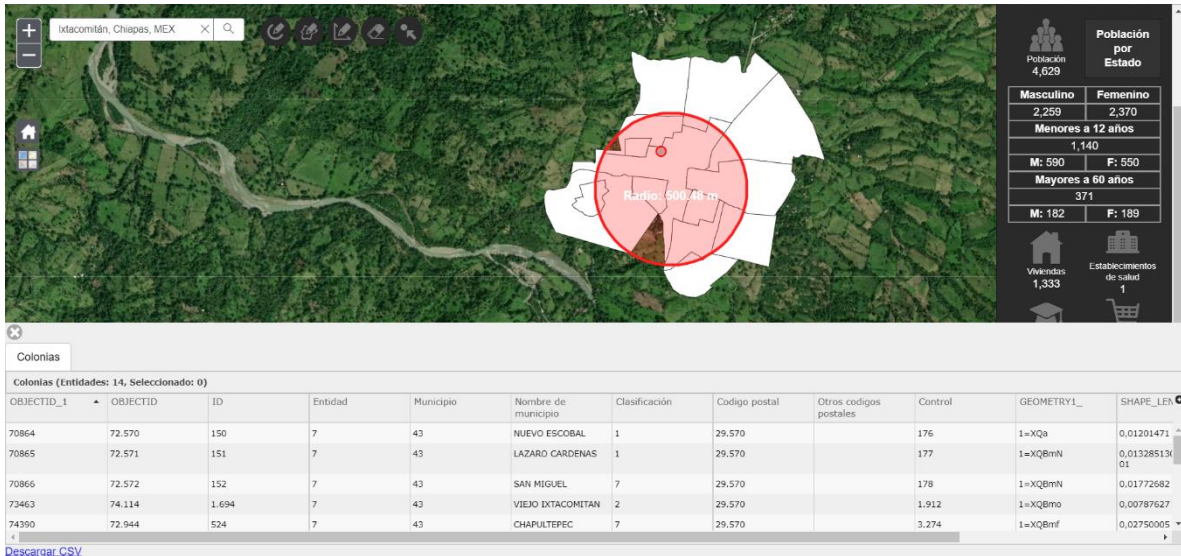 +
Ixtacomitán, Chiapas, MEX
−
Radio: 500.48 m
Población
4,629
Población
por
Estado
Masculino Femenino
2,259 2,370
Menores a 12 años
1,140
M: 590 F: 550
Mayores a 60 años
371
M: 182 F: 189
Viviendas
1,333
Establecimientos
de salud
1
Colonias
Colonias (Entidades: 14, Seleccionado: 0)
OBJECTID_1 OBJECTID ID Entidad Municipio Nombre de municipio Clasificación Codigo postal Otros codigos postales Control GEOMETRY1_ SHAPE_LEN
70864 72.570 150 7 43 NUEVO ESCOBAL 1 29.570 176 1=XQa 0,01201471
70865 72.571 151 7 43 LAZARO CARDENAS 1 29.570 177 1=XQBmN 0,01328513 01
70866 72.572 152 7 43 SAN MIGUEL 7 29.570 178 1=XQBmN 0,01772682
73463 74.114 1.694 7 43 VIEJO IXTACOMITAN 2 29.570 1.912 1=XQBmo 0,00787627
74390 72.944 524 7 43 CHAPULTEPEC 7 29.570 3.274 1=XQBmf 0,02750005
Descargar CSV